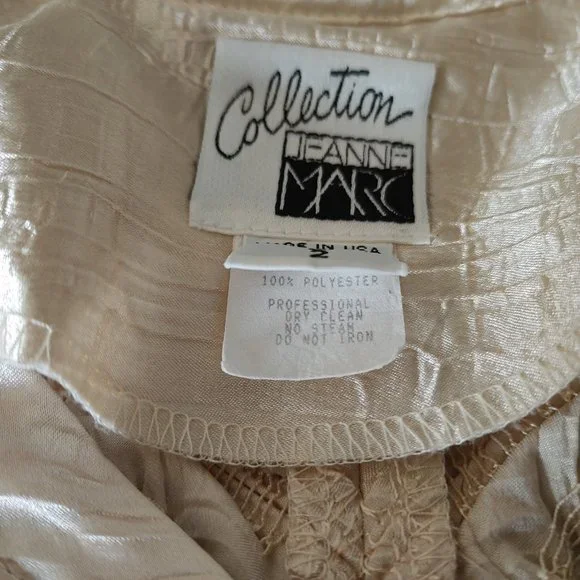 Collection
JEANNE
MARC
MADE IN USA
2
100% POLYESTER
PROFESSIONAL
DRY CLEAN
NO STEAM
DO NOT IRON